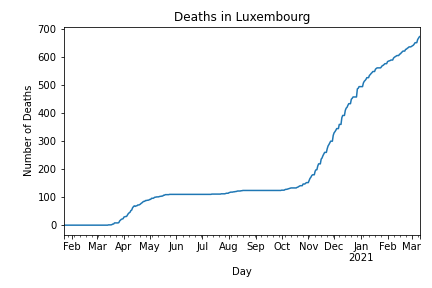 Deaths in Luxembourg
700
600
500
400
300
200
100
0
Number of Deaths
Feb Mar Apr May Jun Jul Aug Sep Oct Nov Dec Jan Feb Mar
2021
Day